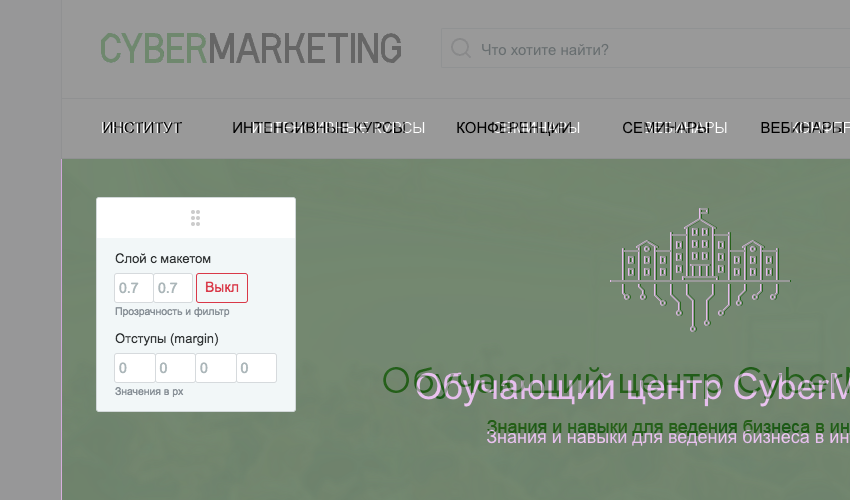 CYBERMARKETING
Что хотите найти?
ИНСТИТУТ ИНТЕНСИВНЫЕ КУРСЫ КОНФЕРЕНЦИИ СЕМЕНАРЫ ВЕБИНАРЫ
Слой с макетом
0.7 0.7 Выкл
Прозрачность и фильтр
Отступы (margin)
0 0 0 0
Значения в px
Обучающий центр CyberM
Знания и навыки для ведения бизнеса в ин